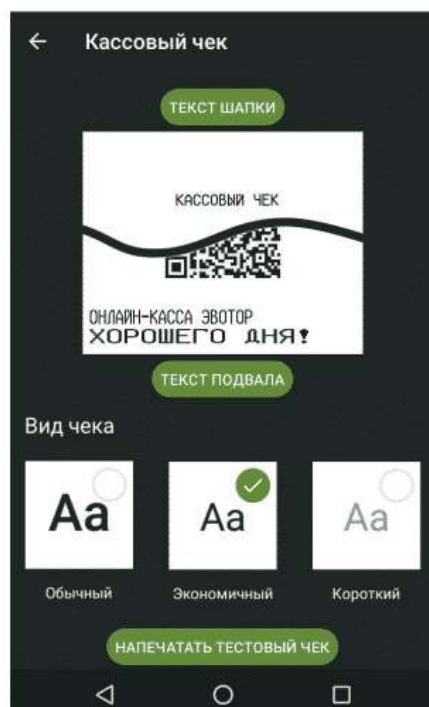 Кассовый чек
ТЕКСТ ШАПКИ
КАССОВЫЙ ЧЕК
ОНЛАЙН-КАССА ЭВОТОР
ХОРОШЕГО ДНЯ!
ТЕКСТ ПОДВАЛА
Вид чека
Aa Aa Aa
Обычный Экономичный Короткий
НАПЕЧАТАТЬ ТЕСТОВЫЙ ЧЕК